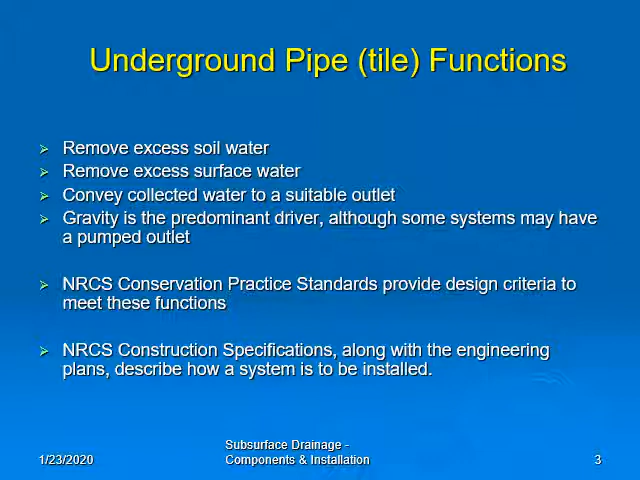 Underground Pipe (tile) Functions
Remove excess soil water
Remove excess surface water
Convey collected water to a suitable outlet
Gravity is the predominant driver, although some systems may have
a pumped outlet
NRCS Conservation Practice Standards provide design criteria to
meet these functions
NRCS Construction Specifications, along with the engineering
plans, describe how a system is to be installed.
1/23/2020
Subsurface Drainage -
Components & Installation
3